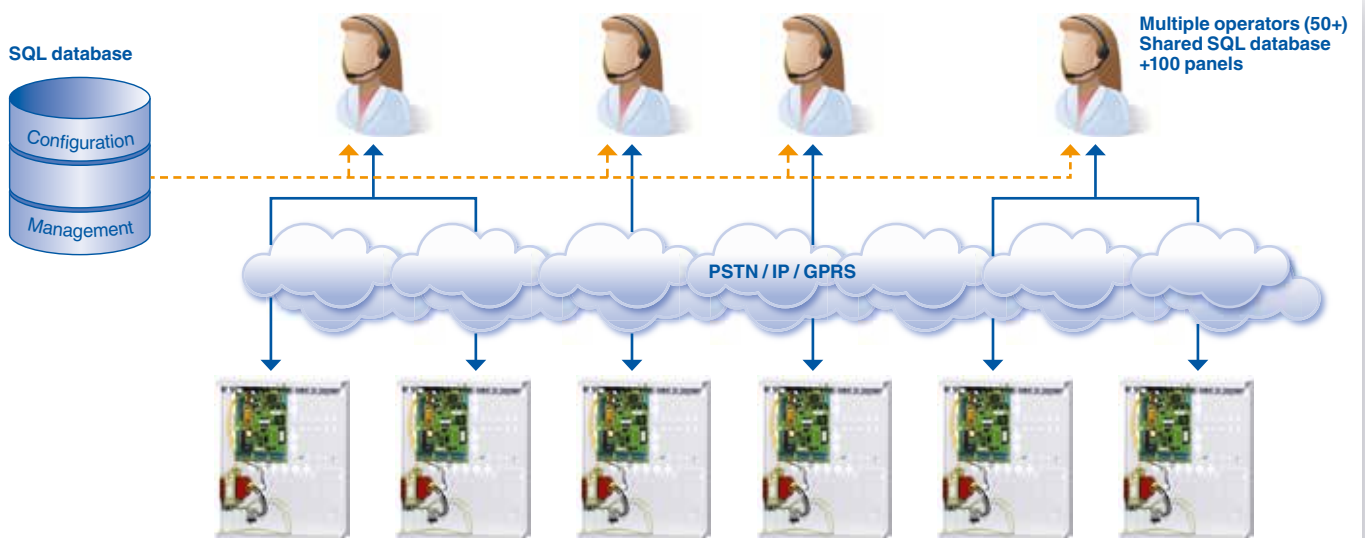 SQL database
Configuration
Management
Multiple operators (50+)
Shared SQL database
+100 panels
PSTN / IP / GPRS